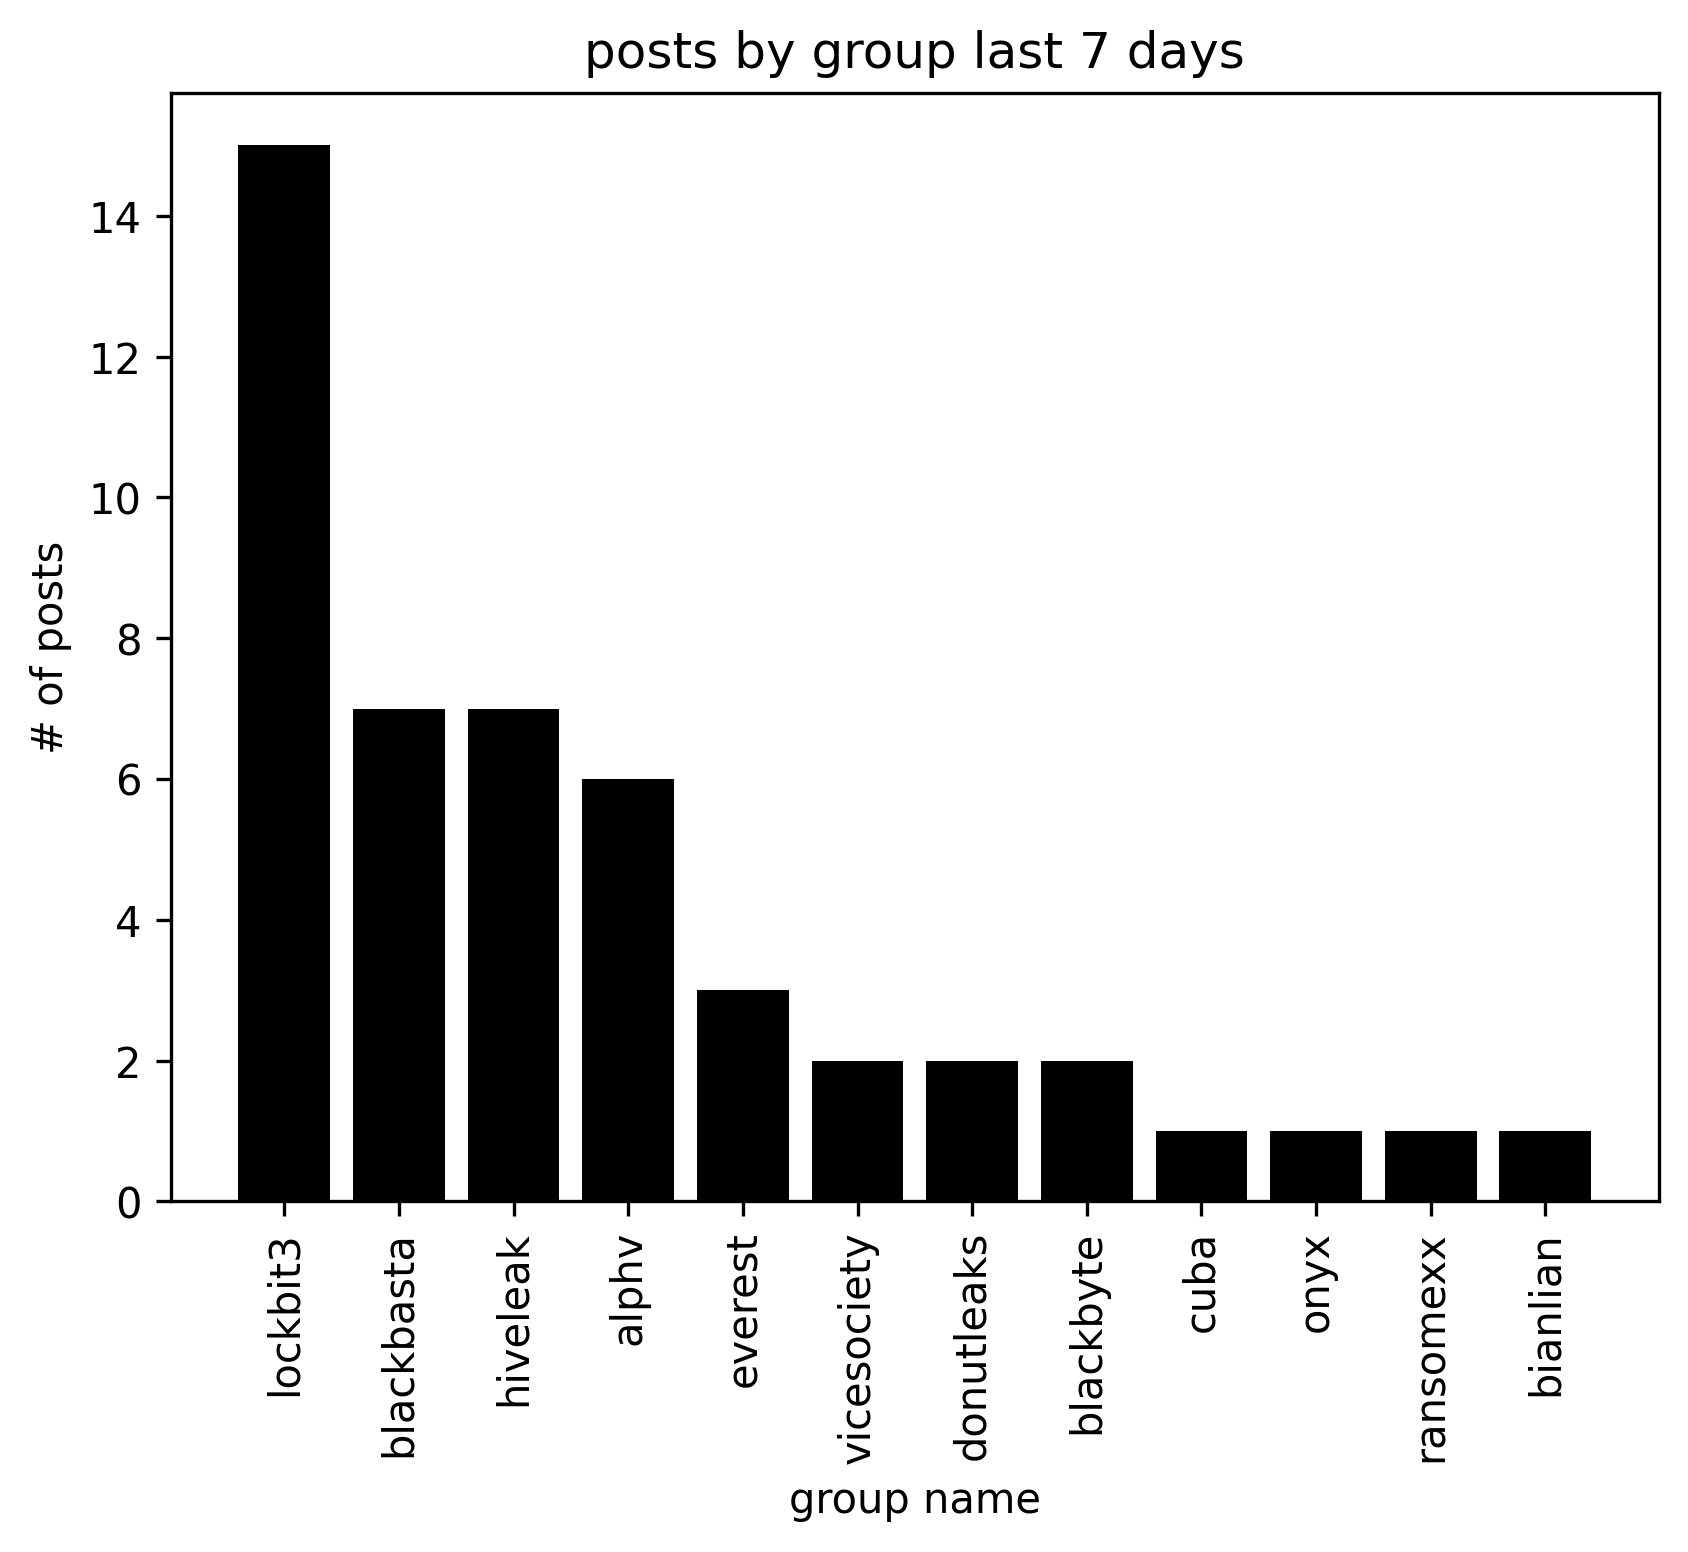 posts by group last 7 days
# of posts
14
12
10
8
6
4
2
0
lockbit3
blackbasta
hiveleak
alphv
everest
vicesociety
donutleaks
blackbyte
cuba
onyx
ransomexx
bianlian
group name